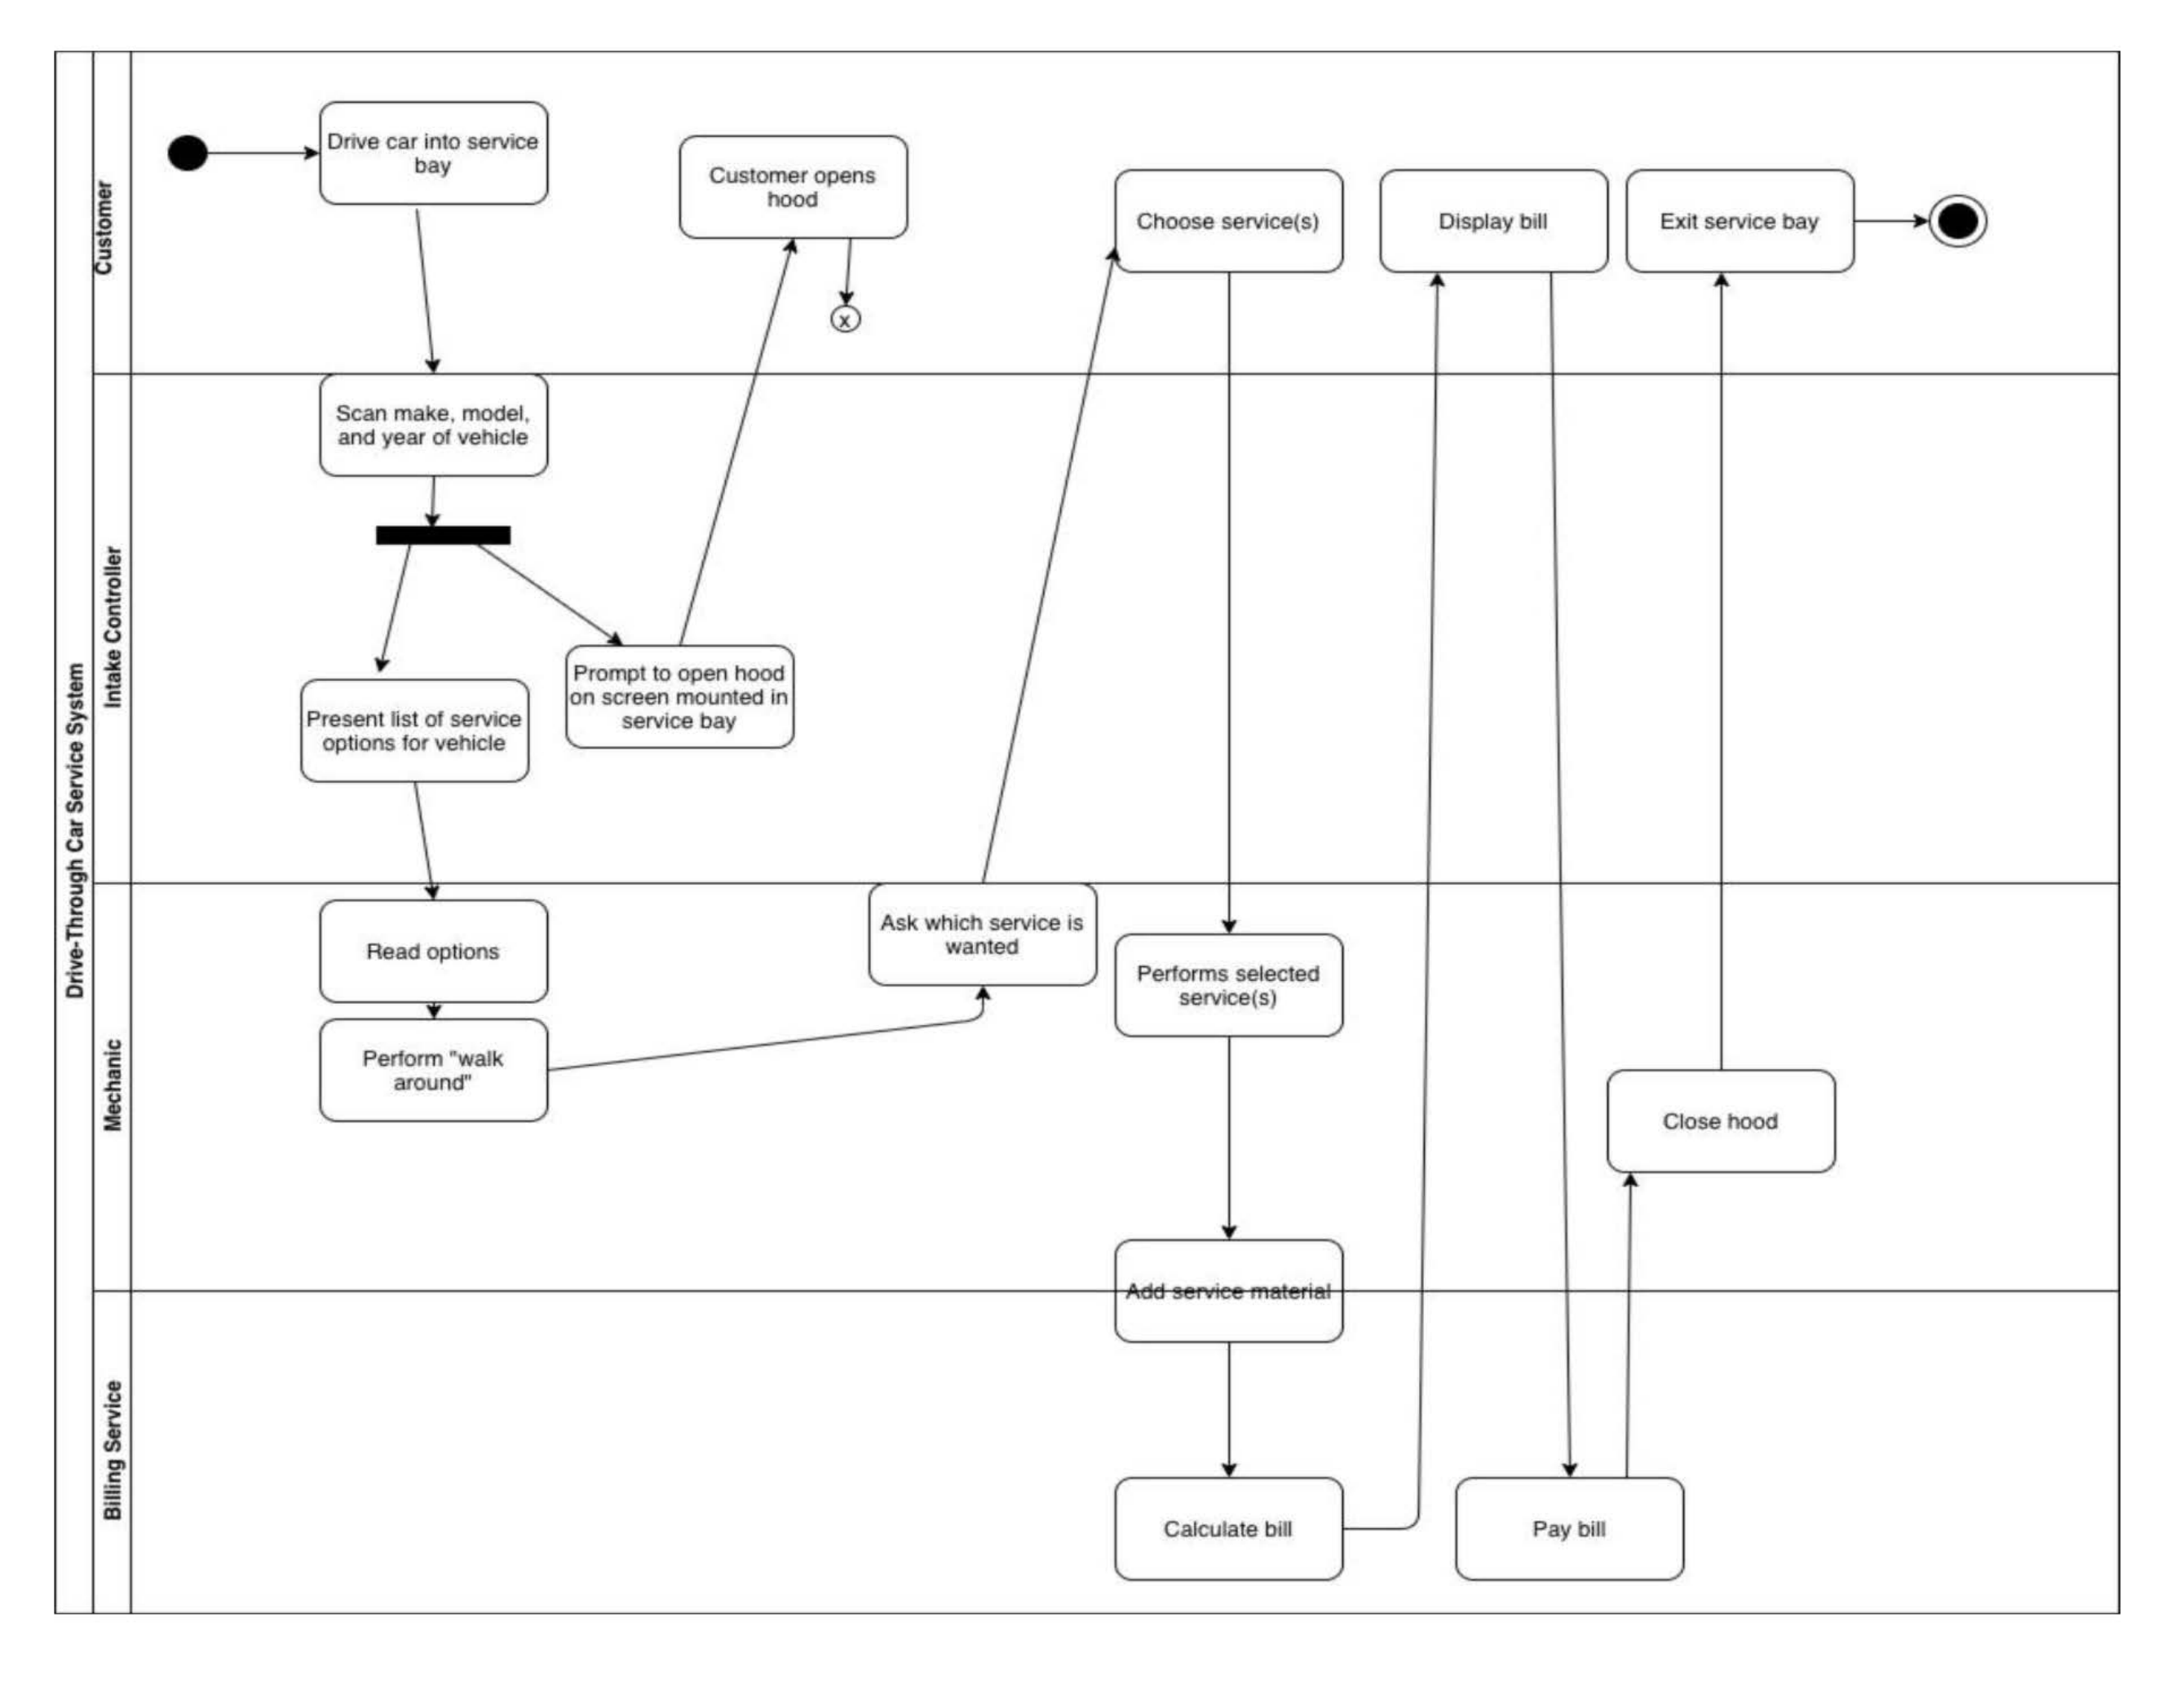 Drive-Through Car Service System
Customer
Drive car into service
bay
Customer opens
hood
x
Choose service(s)
Display bill
Exit service bay
Intake Controller
Scan make, model,
and year of vehicle
Prompt to open hood
on screen mounted in
service bay
Present list of service
options for vehicle
Mechanic
Read options
Perform "walk
around"
Ask which service is
wanted
Performs selected
service(s)
Close hood
Add service material
Billing Service
Calculate bill
Pay bill